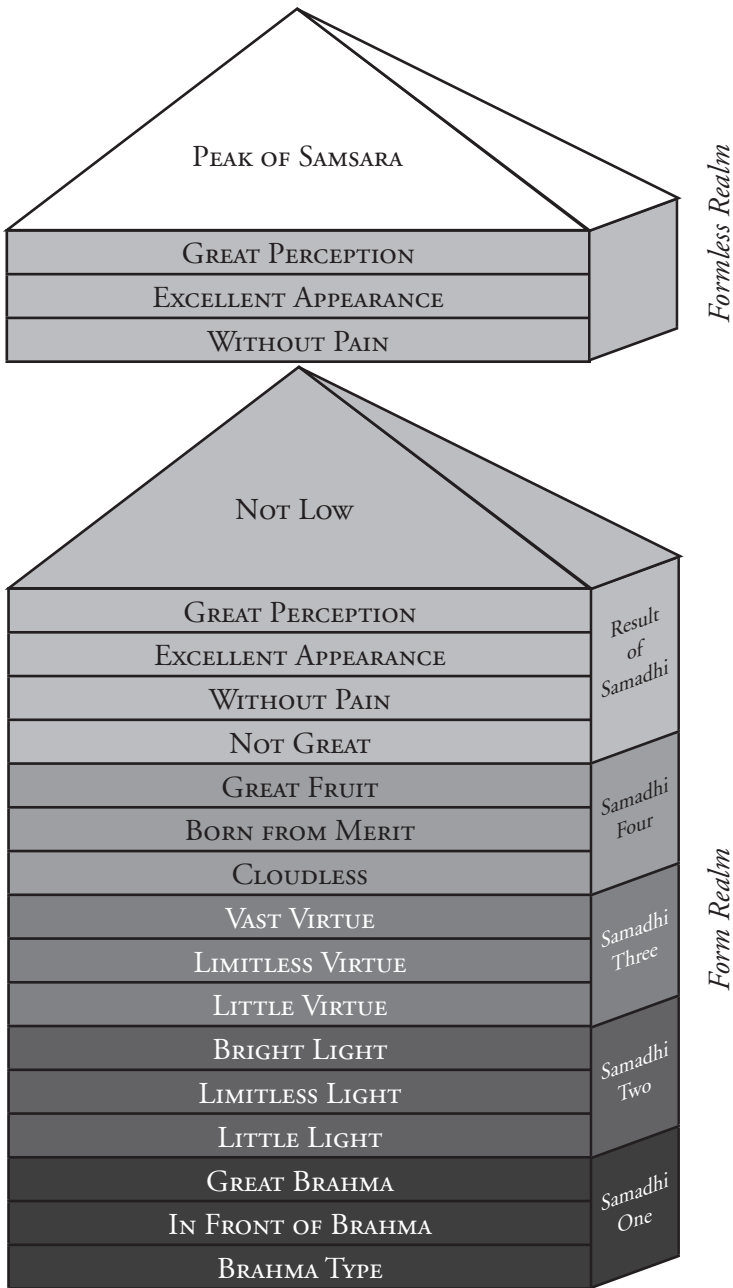 Peak of Samsara
Great Perception
Excellent Appearance
Without Pain
Formless Realm
Not Low
Great Perception
Excellent Appearance
Without Pain
Not Great
Result
of
Samadhi
Great Fruit
Born from Merit
Cloudless
Samadhi
Four
Vast Virtue
Limitless Virtue
Little Virtue
Samadhi
Three
Bright Light
Limitless Light
Little Light
Samadhi
Two
Great Brahma
In Front of Brahma
Brahma Type
Samadhi
One
Form Realm